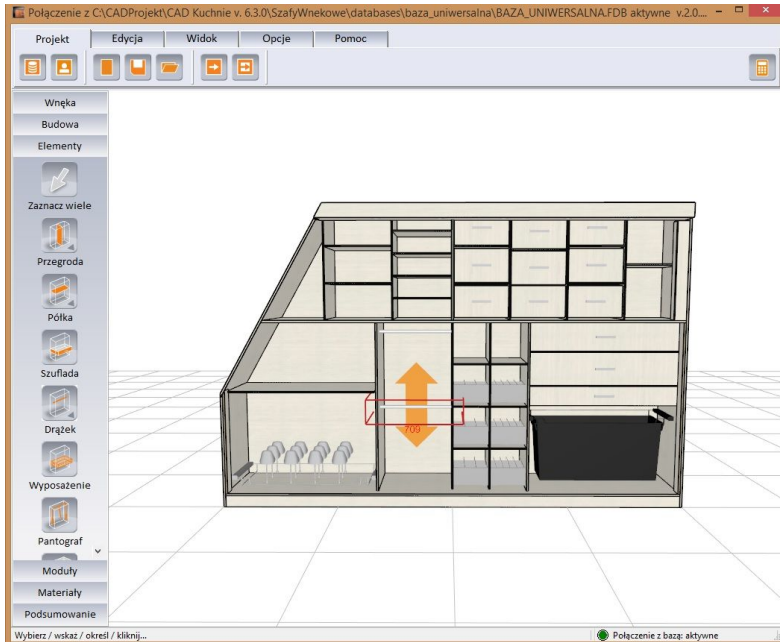 Połączenie z C:\CADProjekt\CAD Kuchnie v. 6.3.0\SzafyWnekowe\databases\baza_uniwersalna\BAZA_UNIWERSALNA.FDB aktywne v.2.0....
Projekt Edycja Widok Opcje Pomoc
Wnęka
Budowa
Elementy
Zaznacz wiele
Przegroda
Półka
Szuflada
Drążek
Wyposażenie
Pantograf
Moduły
Materiały
Podsumowanie
709
Wybierz / wskaż / określ / kliknij... Połączenie z bazą: aktywne